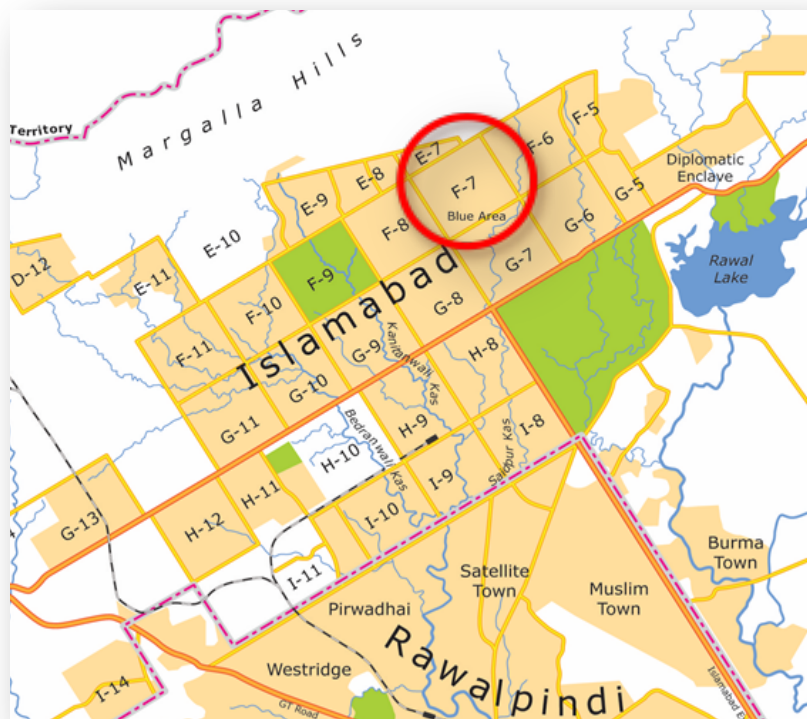 Margalla Hills
Territory
E-7
F-7
Blue Area
F-6
F-5
E-8
E-9
F-8
G-5
Diplomatic
Enclave
E-10
G-6
D-12
E-11
F-9
G-7
Rawal
Lake
F-10
G-8
Islamabad
F-11
G-9
H-8
Kas
G-10
G-11
Bedranwali Kas
H-9
I-8
H-10
Saidpur Kas
I-9
H-11
G-13
H-12
I-10
I-11
Satellite
Town
Burma
Town
Muslim
Town
Pirwadhai
Rawalpindi
Westridge
I-14
GT Road
Islamabad